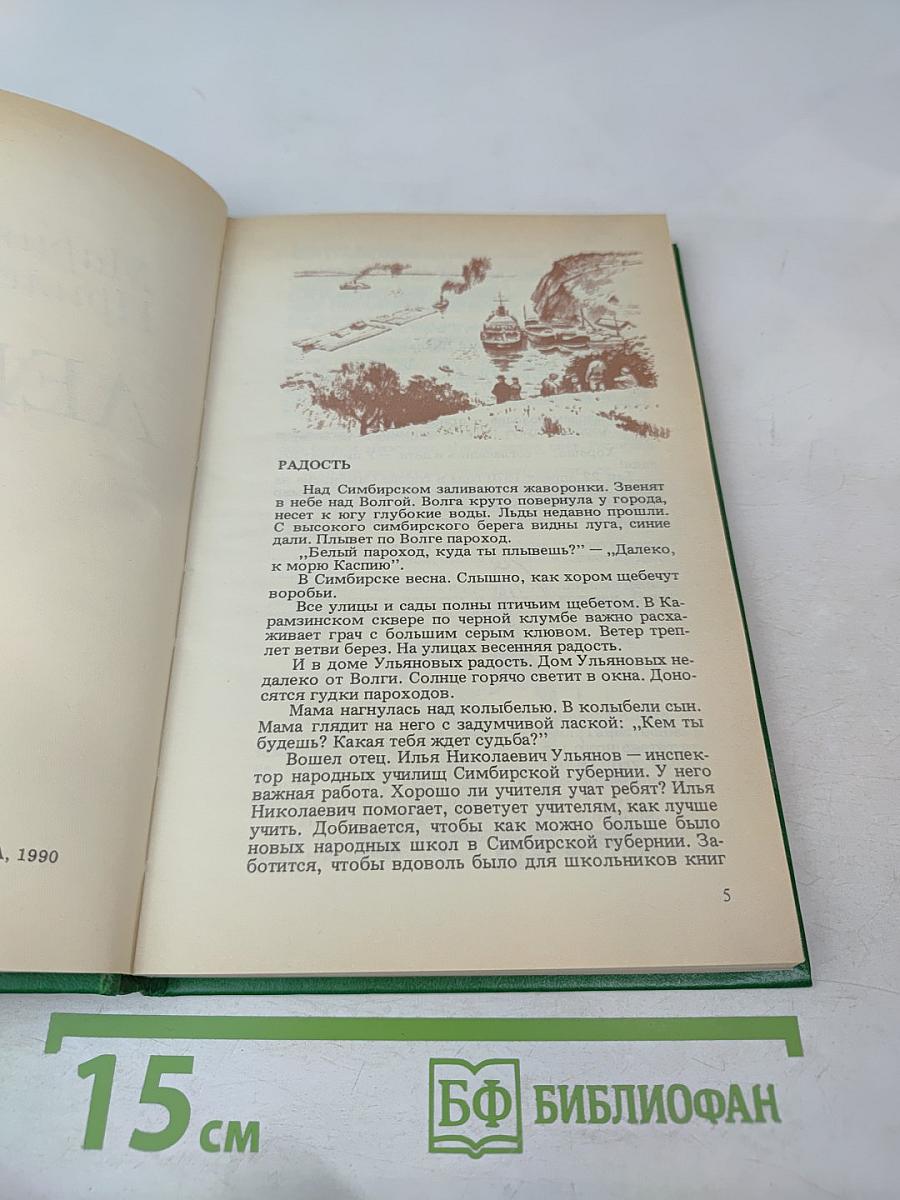 А, 1990
РАДОСТЬ
Над Симбирском заливаются жаворонки. Звенят
в небе над Волгой. Волга круто повернула у города,
несет к югу глубокие воды. Льды недавно прошли.
С высокого симбирского берега видны луга, синие
дали. Плывет по Волге пароход.
„Белый пароход, куда ты плывешь?” — „Далеко,
к морю Каспию”.
В Симбирске весна. Слышно, как хором щебечут
воробьи.
Все улицы и сады полны птичьим щебетом. В Ка-
рамзинском сквере по черной клумбе важно расха-
живает грач с большим серым клювом. Ветер треп-
лет ветви берез. На улицах весенняя радость.
И в доме Ульяновых радость. Дом Ульяновых не-
далеко от Волги. Солнце горячо светит в окна. Доно-
сятся гудки пароходов.
Мама нагнулась над колыбелью. В колыбели сын.
Мама глядит на него с задумчивой лаской: „Кем ты
будешь? Какая тебя ждет судьба?”
Вошел отец. Илья Николаевич Ульянов — инспек-
тор народных училищ Симбирской губернии. У него
важная работа. Хорошо ли учителя учат ребят? Илья
Николаевич помогает, советует учителям, как лучше
учить. Добивается, чтобы как можно больше было
новых народных школ в Симбирской губернии. За-
ботится, чтобы вдоволь было для школьников книг
5
15 см
БФ БИБЛИОФАН